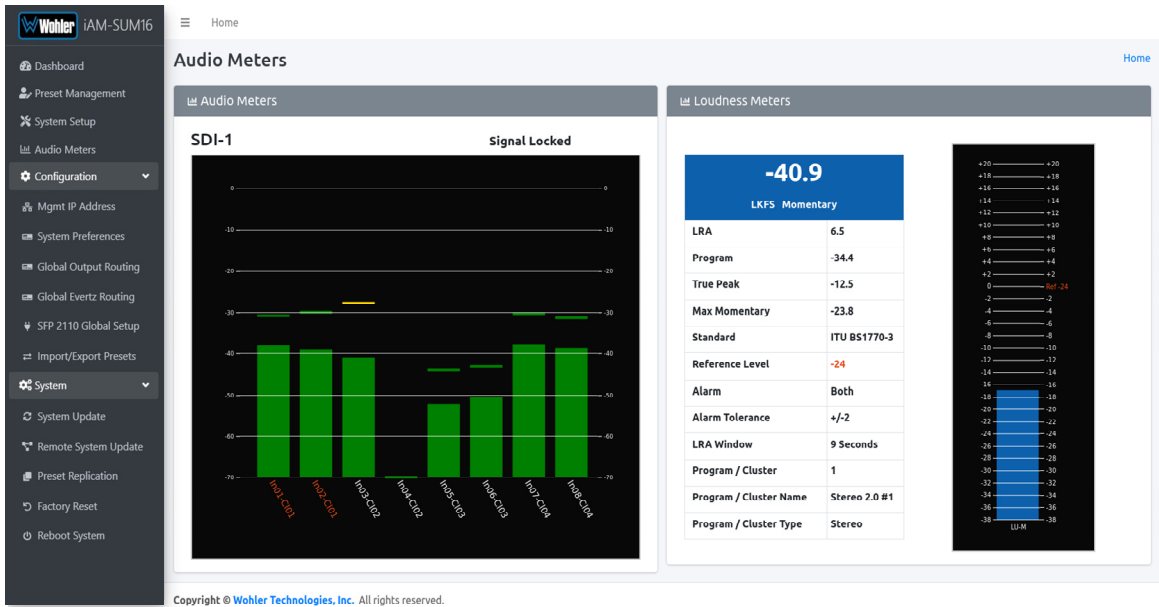 Wohler iAM-SUM16
Home
Dashboard
Preset Management
System Setup
Audio Meters
Configuration
Mgmt IP Address
System Preferences
Global Output Routing
Global Evertz Routing
SFP 2110 Global Setup
Import/Export Presets
System
System Update
Remote System Update
Preset Replication
Factory Reset
Reboot System
Audio Meters
Home
Audio Meters
SDI-1 Signal Locked
0 0
-10 -10
-20 -20
-30 -30
-40 -40
-50 -50
-60 -60
-70 -70
In01-Cl01 In02-Cl01 In03-Cl02 In04-Cl02 In05-Cl03 In06-Cl03 In07-Cl04 In08-Cl04
Loudness Meters
-40.9
LKFS Momentary
LRA 6.5
Program -34.4
True Peak -12.5
Max Momentary -23.8
Standard ITU BS1770-3
Reference Level -24
Alarm Both
Alarm Tolerance +/-2
LRA Window 9 Seconds
Program / Cluster 1
Program / Cluster Name Stereo 2.0 #1
Program / Cluster Type Stereo
+20 +20
+18 +18
+16 +16
+14 +14
+12 +12
+10 +10
+8 +8
+6 +6
+4 +4
+2 +2
0 Ref -24
-2 -2
-4 -4
-6 -6
-8 -8
-10 -10
-12 -12
-14 -14
-16 -16
-18 -18
-20 -20
-22 -22
-24 -24
-26 -26
-28 -28
-30 -30
-32 -32
-34 -34
-36 -36
-38 -38
LU-M
Copyright © Wohler Technologies, Inc. All rights reserved.